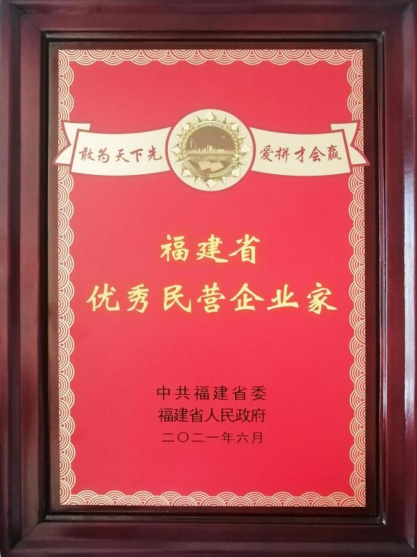 敢为天下先 爱拼才会赢
福建省
优秀民营企业家
中共福建省委
福建省人民政府
二〇二一年六月